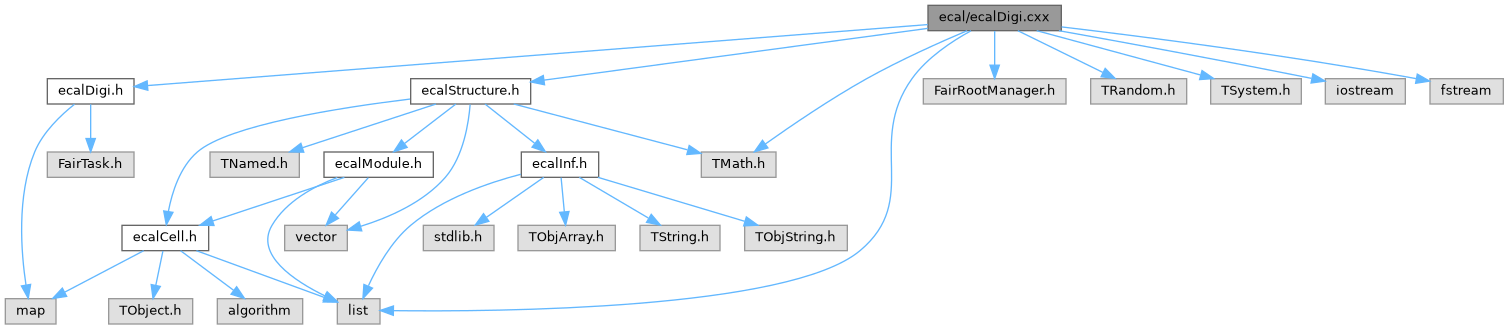 ecal/ecalDigi.cxx
ecalDigi.h
ecalStructure.h
FairRootManager.h
TRandom.h
TSystem.h
iostream
fstream
FairTask.h
TNamed.h
ecalModule.h
ecalInf.h
TMath.h
ecalCell.h
vector
stdlib.h
TObjArray.h
TString.h
TObjString.h
map
TObject.h
algorithm
list